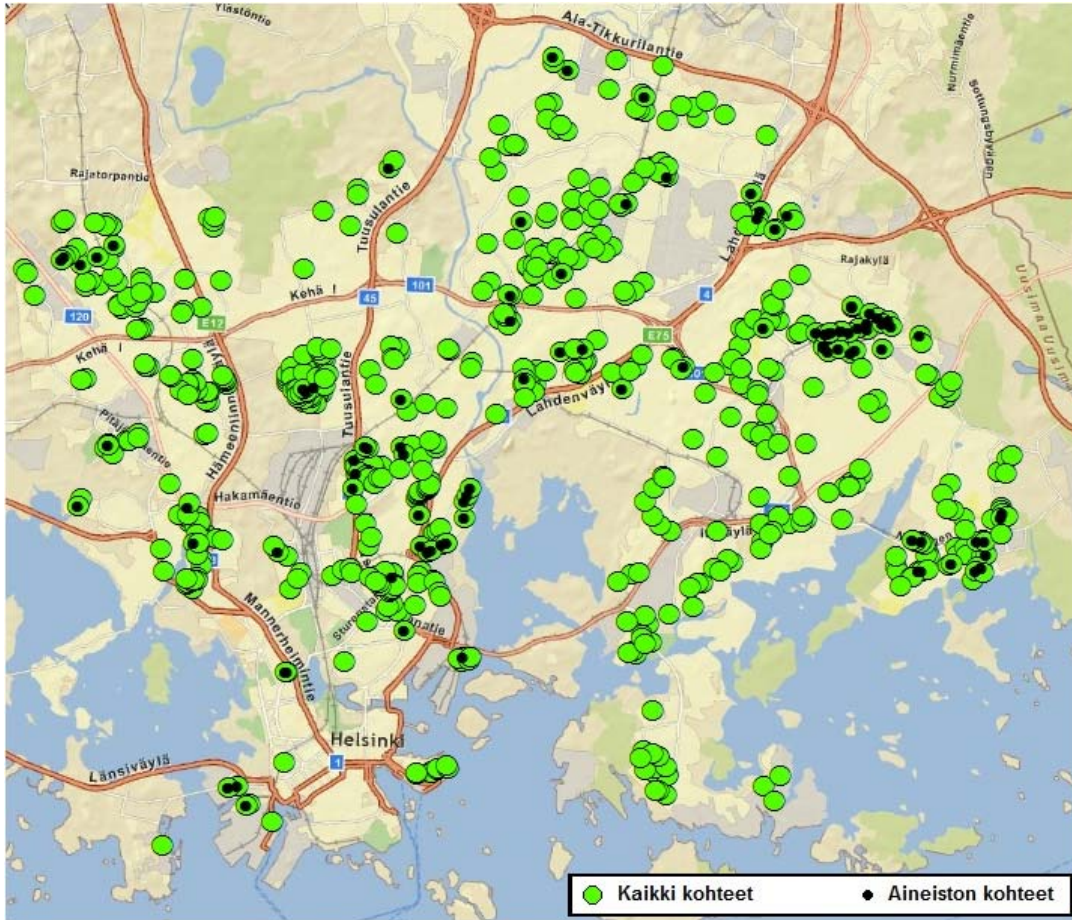 Ylästöntie
Ala-Tikkurilantie
Nurmimäentie
Sottungsbyvägen
Rajatorpantie
Tuusulantie
Rajakylä
Kehä I
101
45
4
120
E12
E75
Kehä I
Tuusulantie
Lahdenväylä
Hämeenlinnanväylä
Hakamäentie
Itäväylä
Mannerheimintie
Helsinki
1
Länsiväylä
Kaikki kohteet
Aineiston kohteet